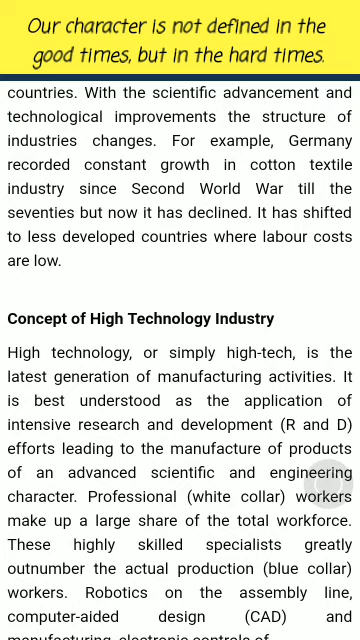 Our character is not defined in the
good times, but in the hard times.
countries. With the scientific advancement and
technological improvements the structure of
industries changes. For example, Germany
recorded constant growth in cotton textile
industry since Second World War till the
seventies but now it has declined. It has shifted
to less developed countries where labour costs
are low.
Concept of High Technology Industry
High technology, or simply high-tech, is the
latest generation of manufacturing activities. It
is best understood as the application of
intensive research and development (R and D)
efforts leading to the manufacture of products
of an advanced scientific and engineering
character. Professional (white collar) workers
make up a large share of the total workforce.
These highly skilled specialists greatly
outnumber the actual production (blue collar)
workers. Robotics on the assembly line,
computer-aided design (CAD) and
manufacturing, electronic controls of